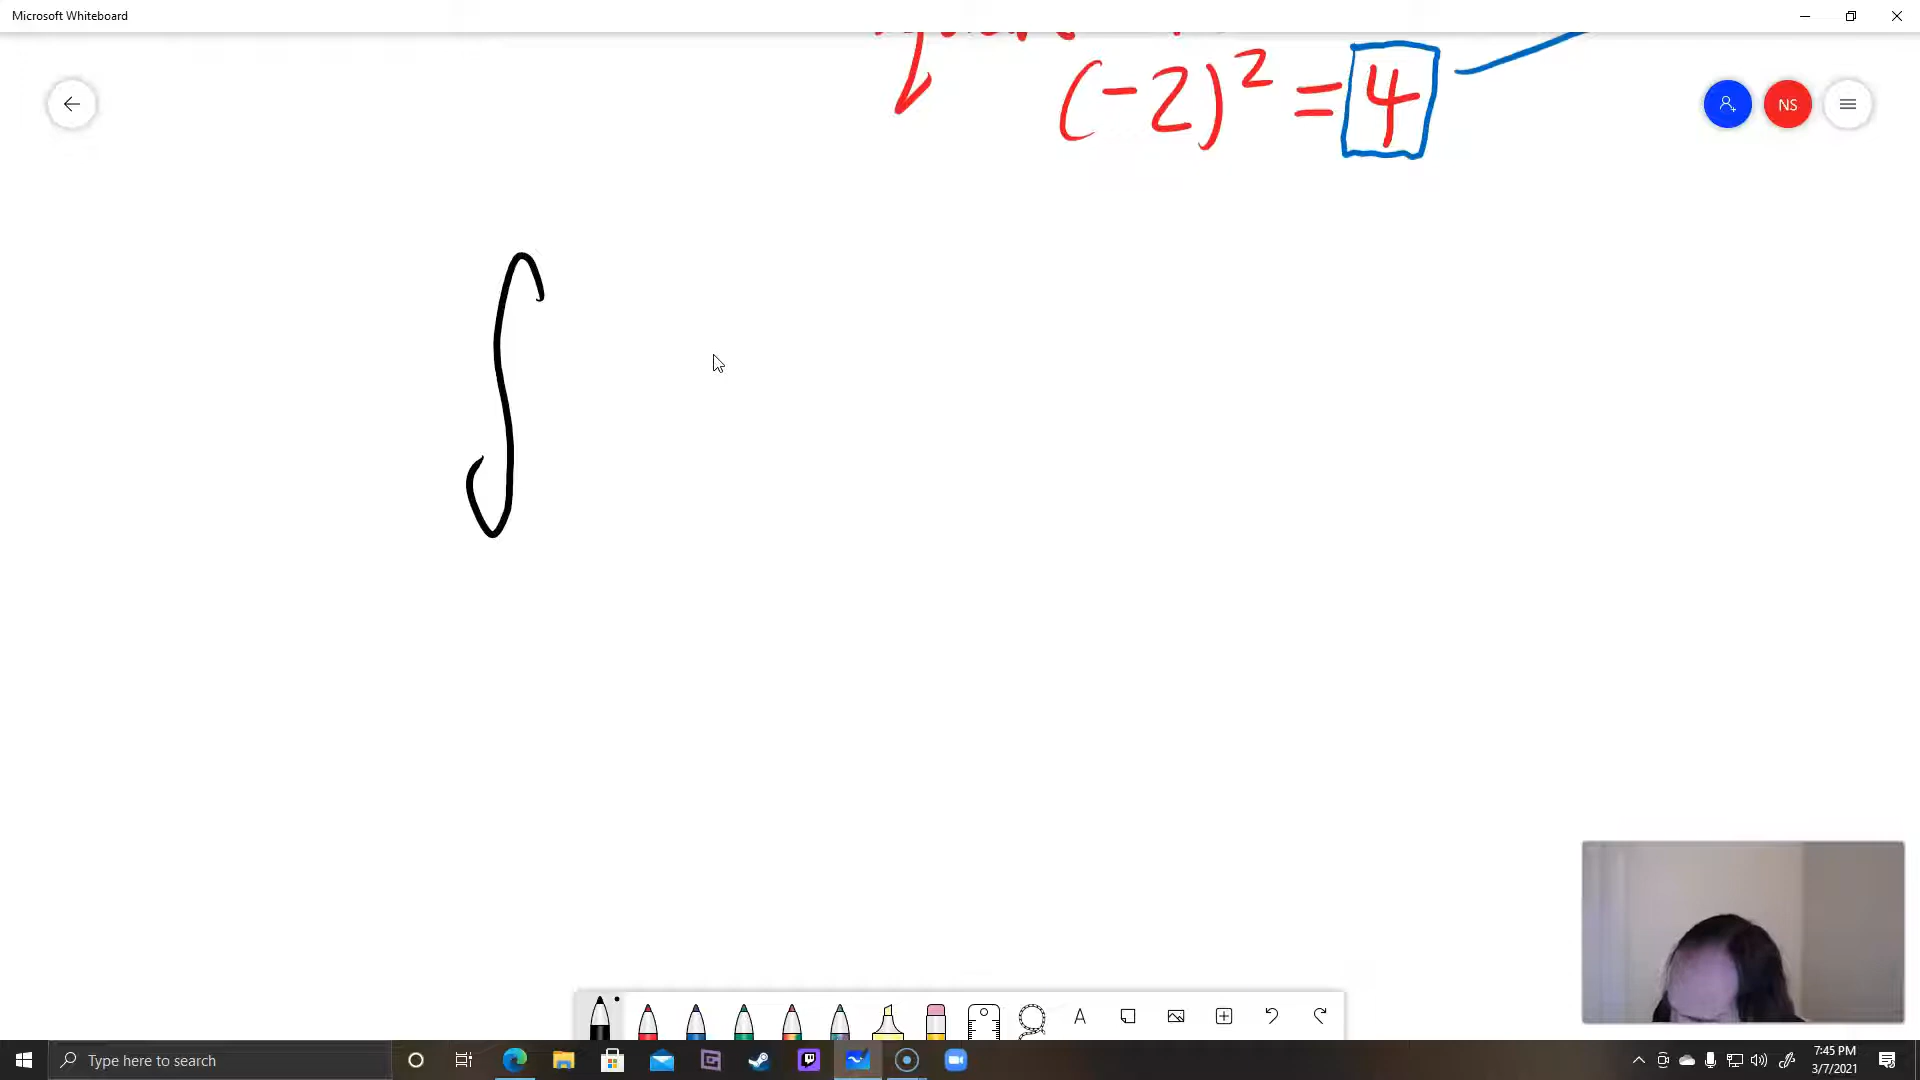 Microsoft Whiteboard
(-2)² = 4
NS
∫
A
Type here to search
7:45 PM
3/7/2021